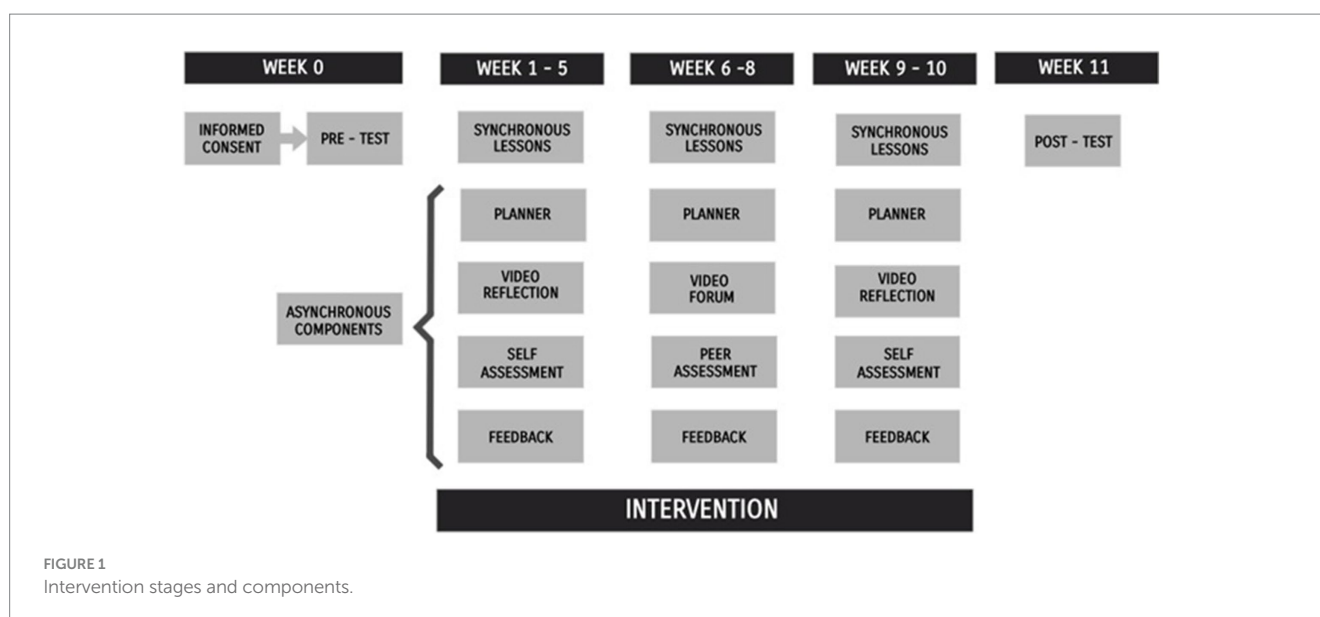 WEEK 0
WEEK 1 - 5
WEEK 6 -8
WEEK 9 - 10
WEEK 11
INFORMED
CONSENT
PRE - TEST
SYNCHRONOUS
LESSONS
SYNCHRONOUS
LESSONS
SYNCHRONOUS
LESSONS
POST - TEST
ASYNCHRONOUS
COMPONENTS
PLANNER
PLANNER
PLANNER
VIDEO
REFLECTION
VIDEO
FORUM
VIDEO
REFLECTION
SELF
ASSESSMENT
PEER
ASSESSMENT
SELF
ASSESSMENT
FEEDBACK
FEEDBACK
FEEDBACK
INTERVENTION
FIGURE 1
Intervention stages and components.